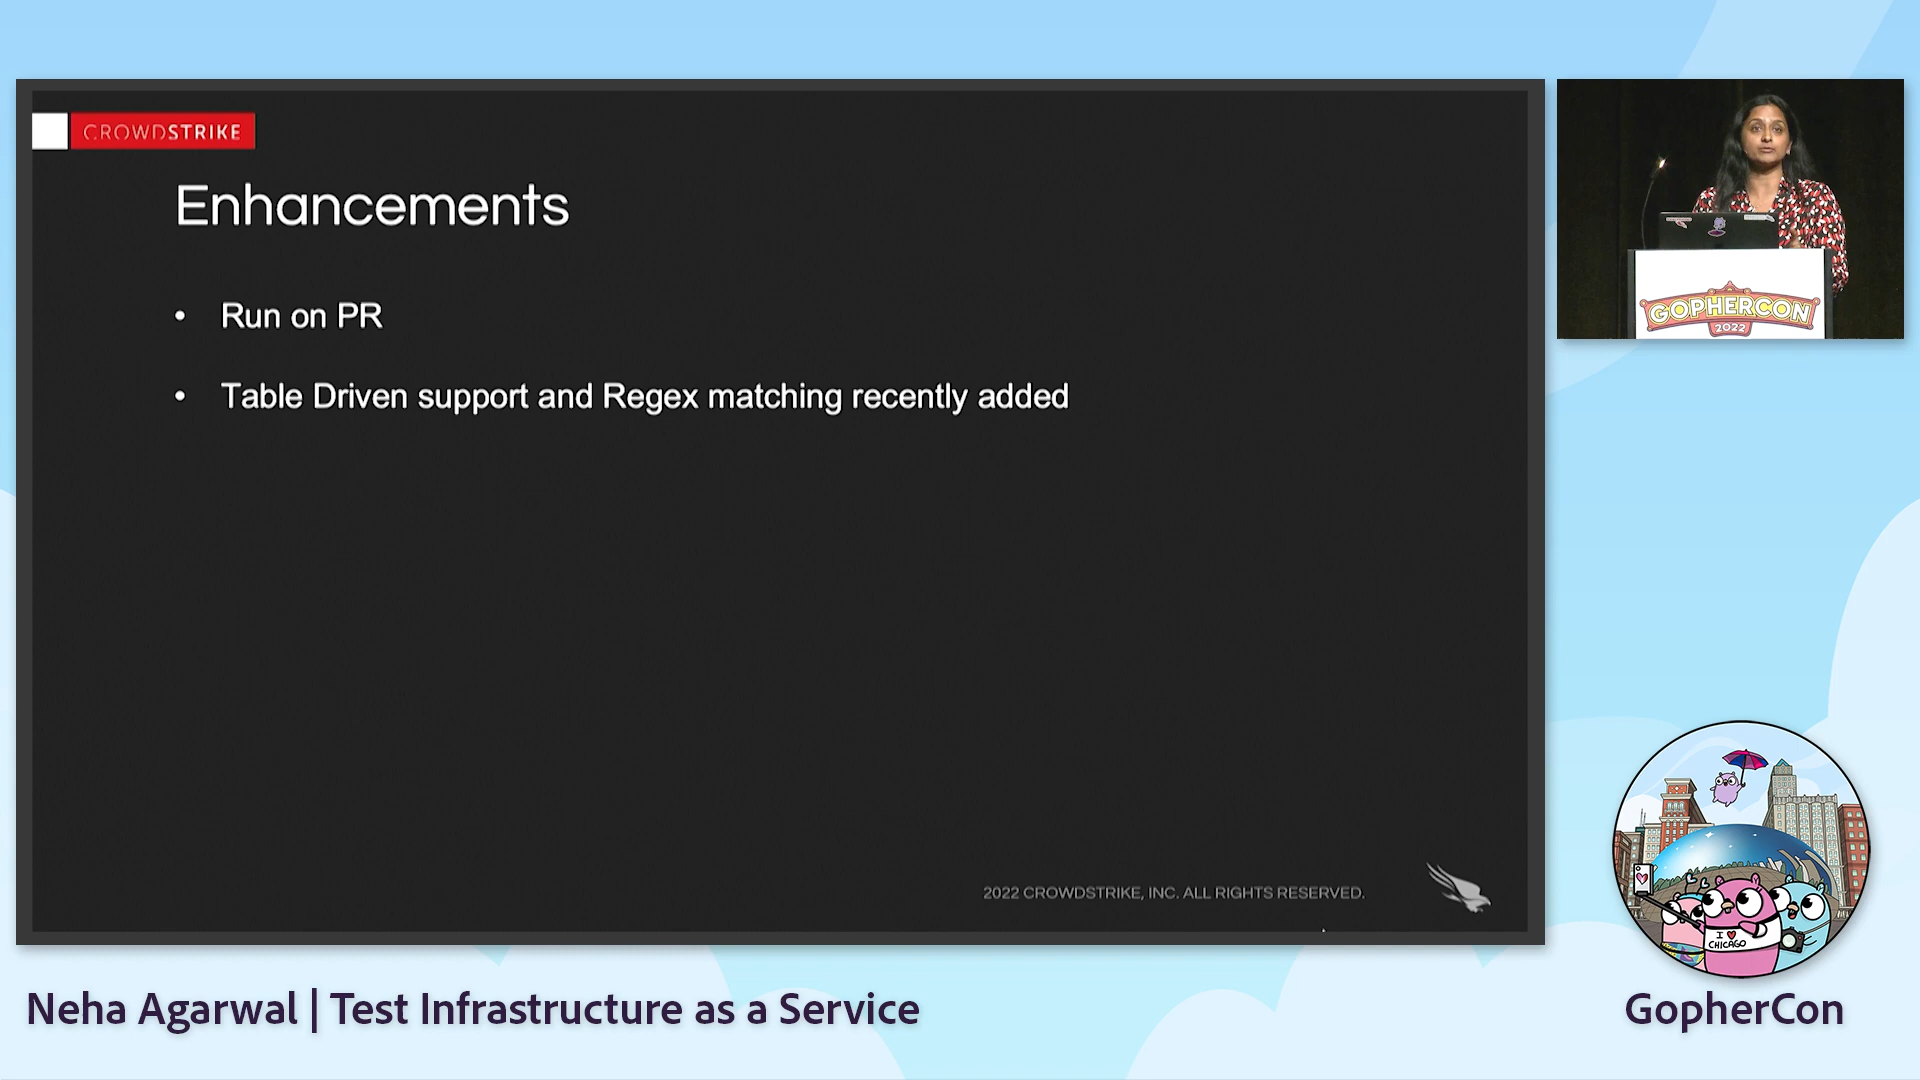 CROWDSTRIKE
Enhancements
• Run on PR
• Table Driven support and Regex matching recently added
2022 CROWDSTRIKE, INC. ALL RIGHTS RESERVED.
GOPHERCON
2022
I ♥
CHICAGO
Neha Agarwal | Test Infrastructure as a Service
GopherCon